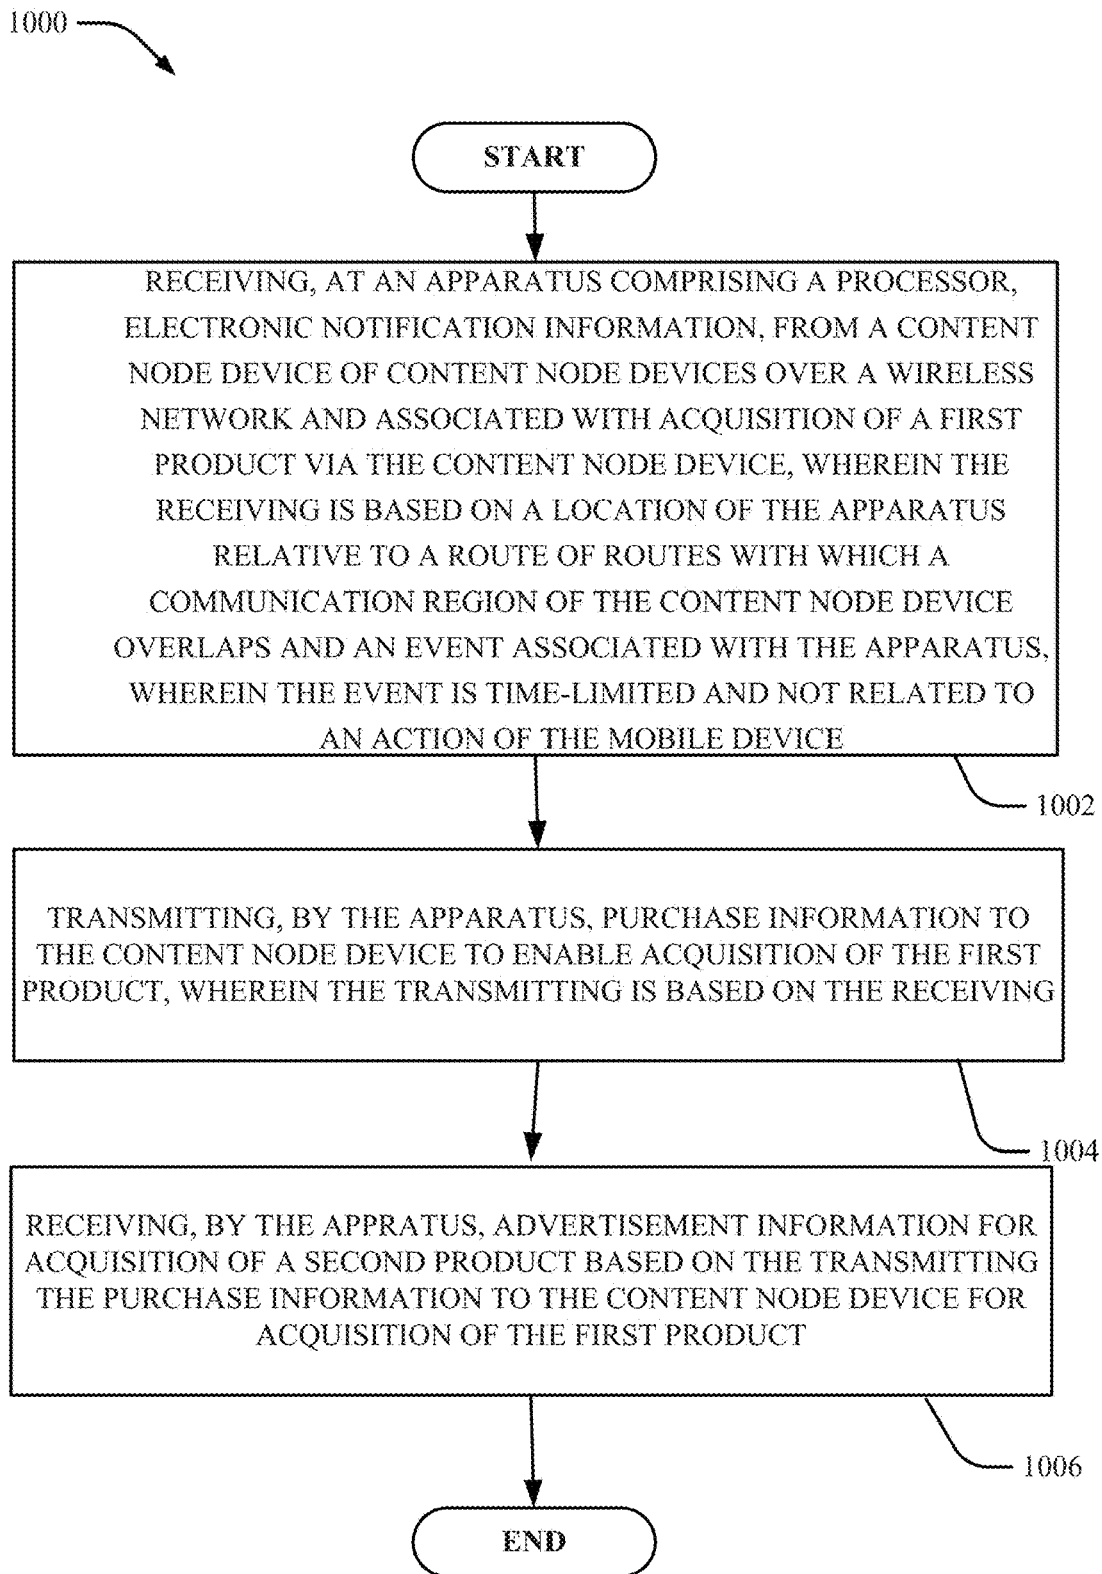 1000
START
RECEIVING, AT AN APPARATUS COMPRISING A PROCESSOR,
ELECTRONIC NOTIFICATION INFORMATION, FROM A CONTENT
NODE DEVICE OF CONTENT NODE DEVICES OVER A WIRELESS
NETWORK AND ASSOCIATED WITH ACQUISITION OF A FIRST
PRODUCT VIA THE CONTENT NODE DEVICE, WHEREIN THE
RECEIVING IS BASED ON A LOCATION OF THE APPARATUS
RELATIVE TO A ROUTE OF ROUTES WITH WHICH A
COMMUNICATION REGION OF THE CONTENT NODE DEVICE
OVERLAPS AND AN EVENT ASSOCIATED WITH THE APPARATUS,
WHEREIN THE EVENT IS TIME-LIMITED AND NOT RELATED TO
AN ACTION OF THE MOBILE DEVICE
1002
TRANSMITTING, BY THE APPARATUS, PURCHASE INFORMATION TO
THE CONTENT NODE DEVICE TO ENABLE ACQUISITION OF THE FIRST
PRODUCT, WHEREIN THE TRANSMITTING IS BASED ON THE RECEIVING
1004
RECEIVING, BY THE APPRATUS, ADVERTISEMENT INFORMATION FOR
ACQUISITION OF A SECOND PRODUCT BASED ON THE TRANSMITTING
THE PURCHASE INFORMATION TO THE CONTENT NODE DEVICE FOR
ACQUISITION OF THE FIRST PRODUCT
1006
END